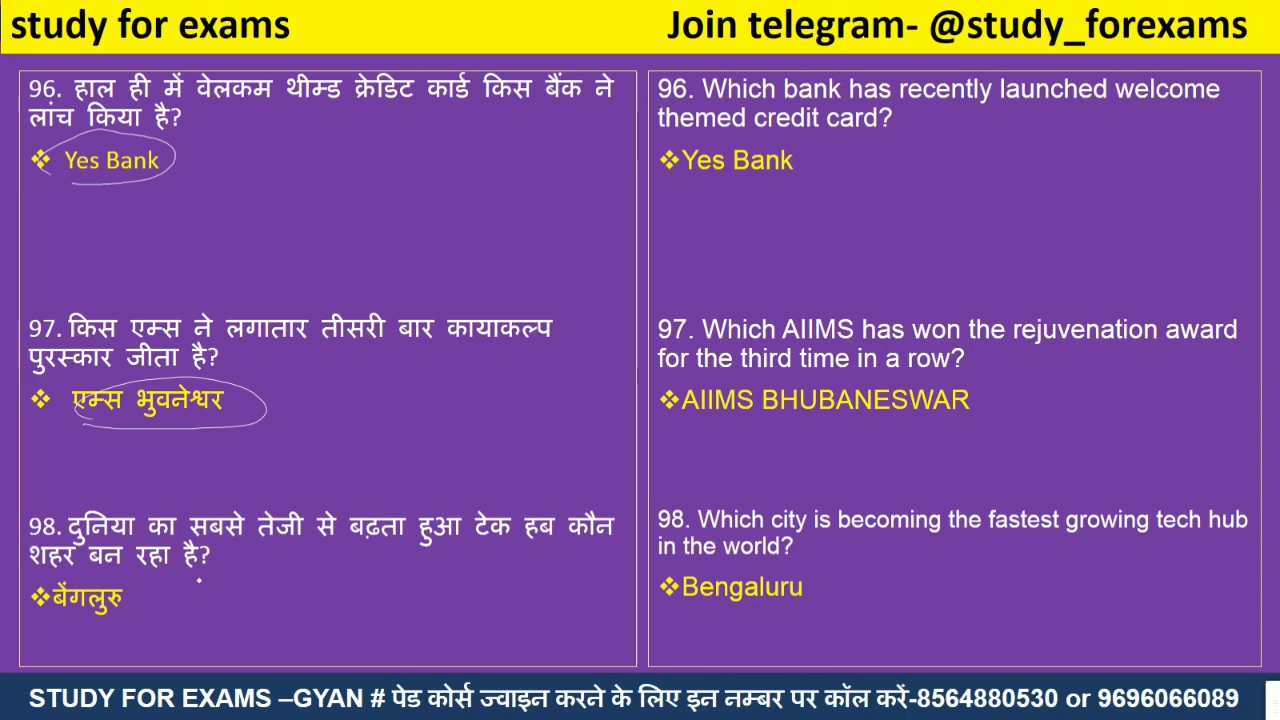 study for exams
Join telegram- @study_forexams
96. हाल ही में वेलकम थीम्ड क्रेडिट कार्ड किस बैंक ने
लांच किया है?
❖ Yes Bank
97. किस एम्स ने लगातार तीसरी बार कायाकल्प
पुरस्कार जीता है?
❖ एम्स भुवनेश्वर
98. दुनिया का सबसे तेजी से बढ़ता हुआ टेक हब कौन
शहर बन रहा है?
❖बेंगलुरु
96. Which bank has recently launched welcome
themed credit card?
❖Yes Bank
97. Which AIIMS has won the rejuvenation award
for the third time in a row?
❖AIIMS BHUBANESWAR
98. Which city is becoming the fastest growing tech hub
in the world?
❖Bengaluru
STUDY FOR EXAMS –GYAN # पेड कोर्स ज्वाइन करने के लिए इन नम्बर पर कॉल करें-8564880530 or 9696066089